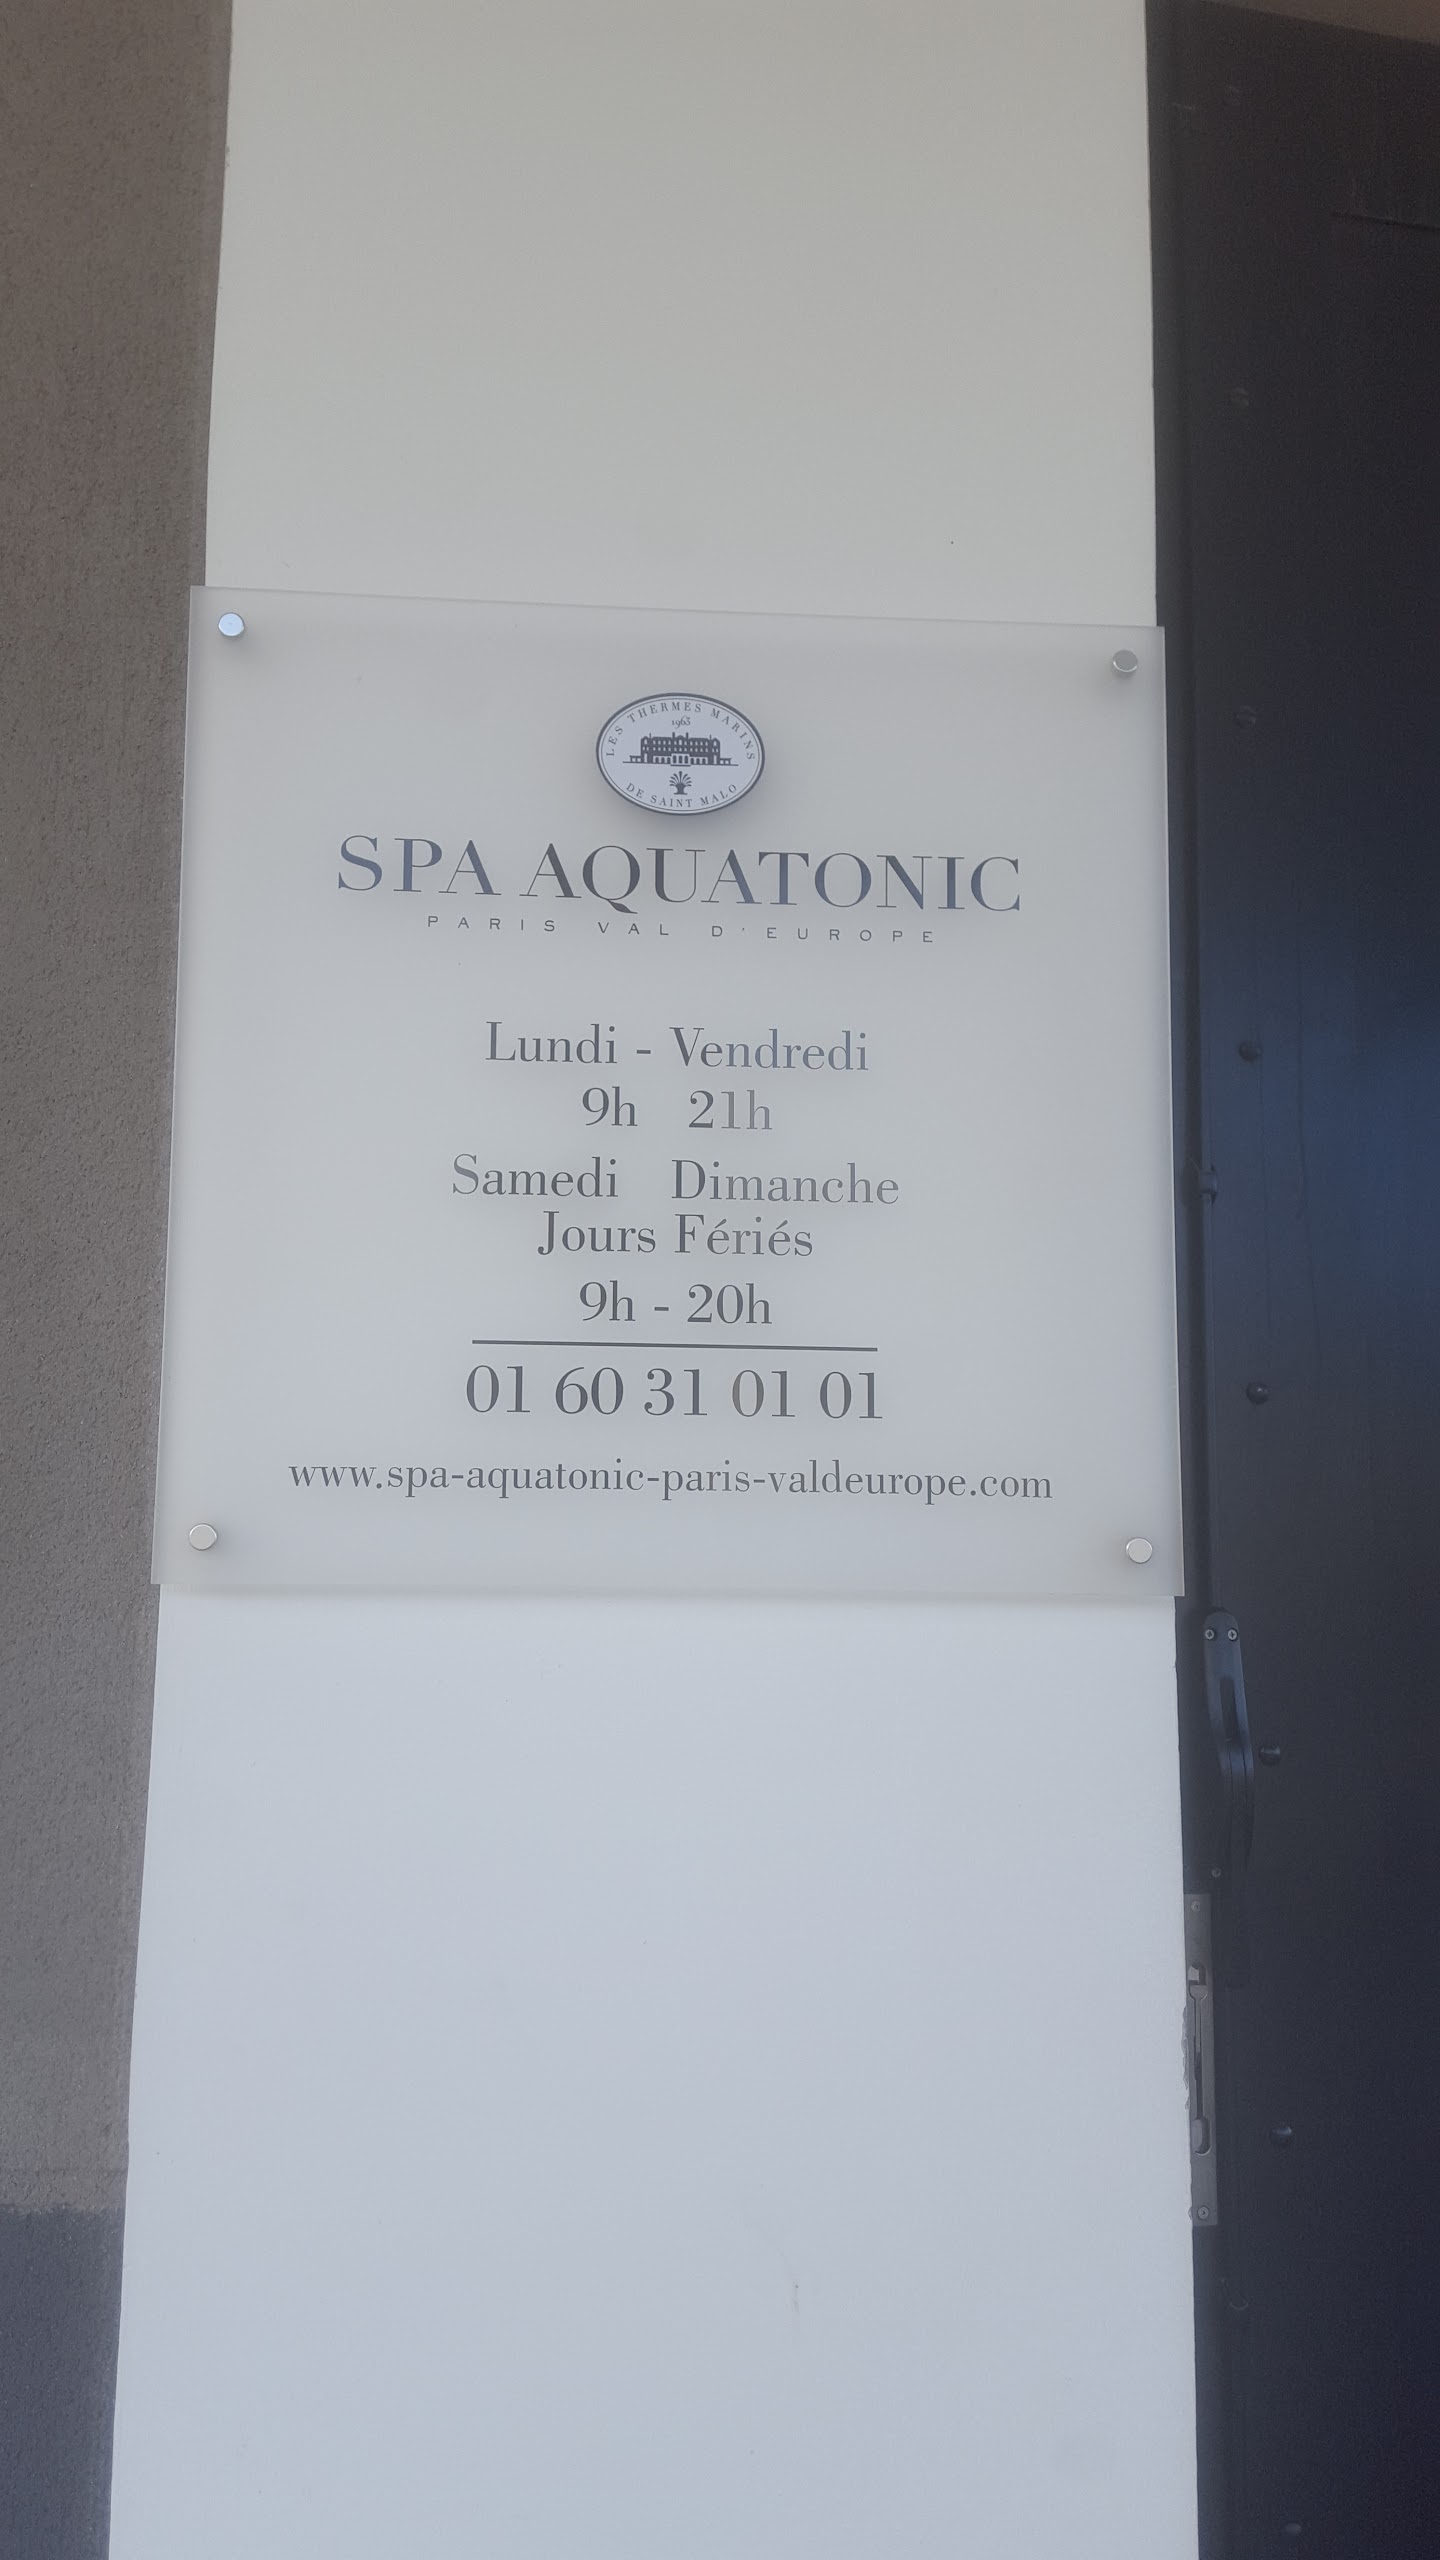 LES THERMES MARINS
1963
DE SAINT MALO
SPA AQUATONIC
PARIS VAL D'EUROPE
Lundi - Vendredi
9h 21h
Samedi Dimanche
Jours Fériés
9h - 20h
01 60 31 01 01
www.spa-aquatonic-paris-valdeurope.com